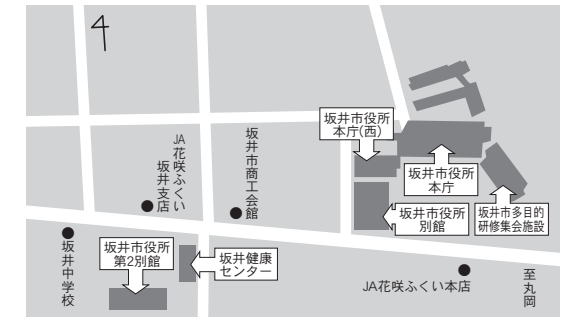 坂井市役所
本庁(西)
坂井市役所
本庁
坂井市役所
別館
坂井市多目的
研修集会施設
坂井市商工会館
JA花咲ふくい
坂井支店
坂井中学校
坂井市役所
第2別館
坂井健康
センター
JA花咲ふくい本店
至丸岡